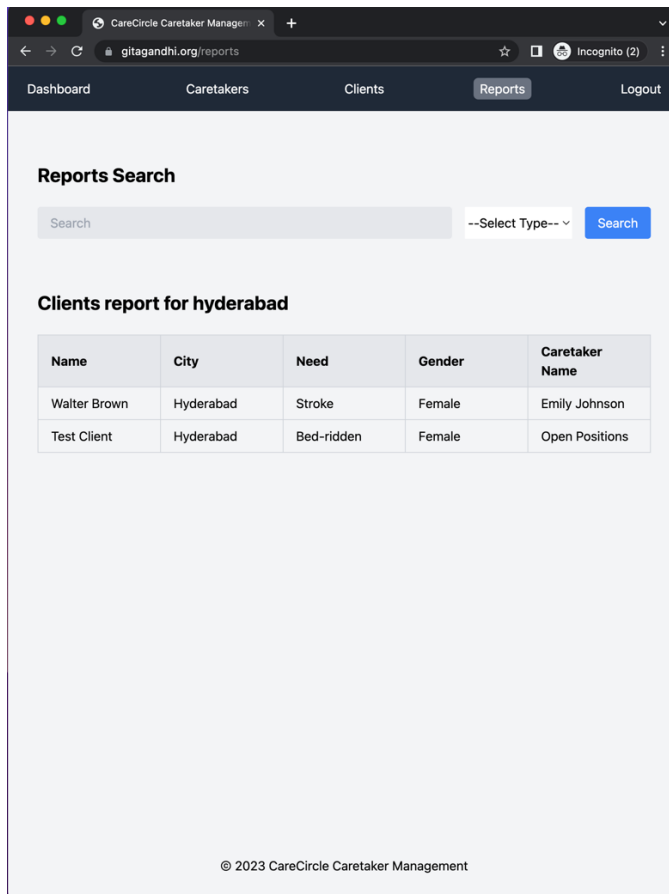 CareCircle Caretaker Managem
gitagandhi.org/reports
Incognito (2)
Dashboard Caretakers Clients Reports Logout
Reports Search
Search --Select Type-- Search
Clients report for hyderabad
Name City Need Gender Caretaker Name
Walter Brown Hyderabad Stroke Female Emily Johnson
Test Client Hyderabad Bed-ridden Female Open Positions
© 2023 CareCircle Caretaker Management